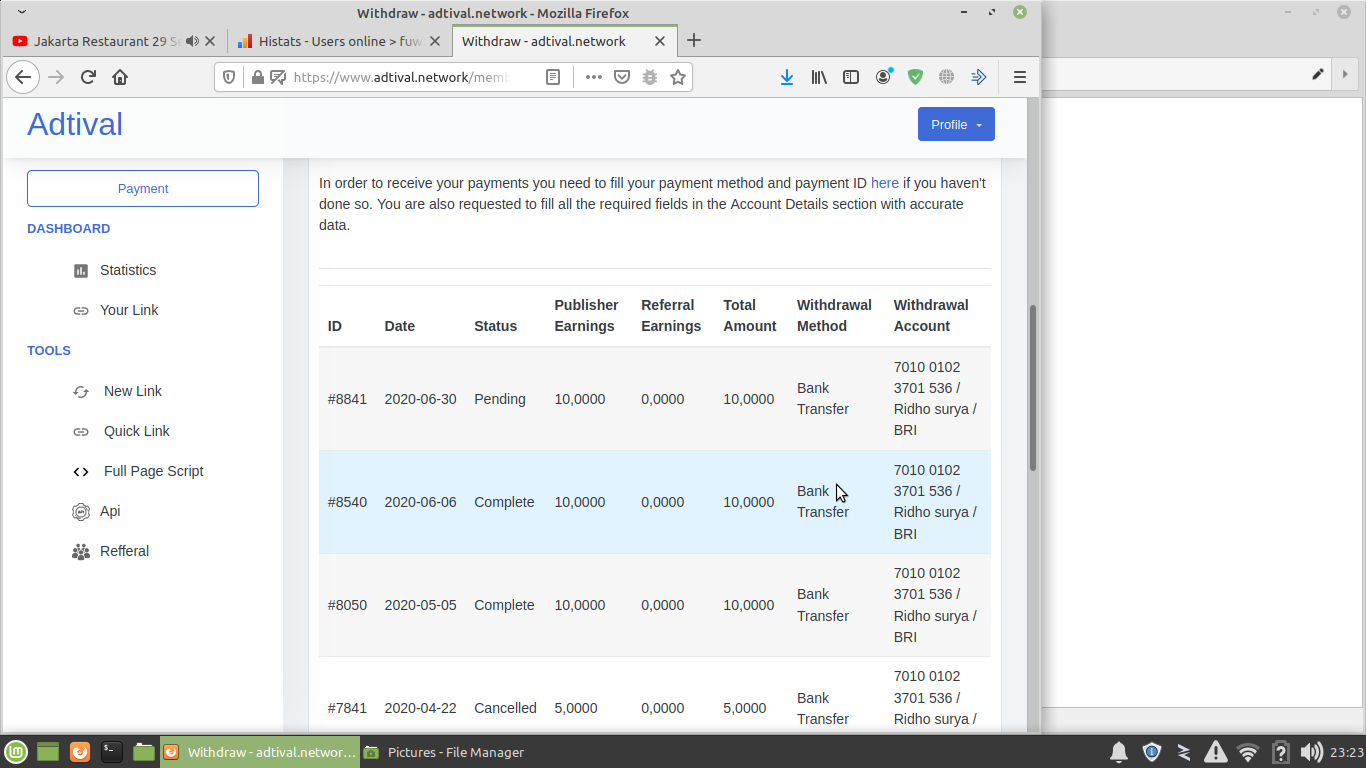 Withdraw - adtival.network - Mozilla Firefox
Jakarta Restaurant 29 S
Histats - Users online > fuw
Withdraw - adtival.network
https://www.adtival.network/memb
Adtival
Profile
Payment
DASHBOARD
Statistics
Your Link
TOOLS
New Link
Quick Link
Full Page Script
Api
Refferal
In order to receive your payments you need to fill your payment method and payment ID here if you haven't
done so. You are also requested to fill all the required fields in the Account Details section with accurate
data.
ID Date Status Publisher Earnings Referral Earnings Total Amount Withdrawal Method Withdrawal Account
#8841 2020-06-30 Pending 10,0000 0,0000 10,0000 Bank Transfer 7010 0102 3701 536 / Ridho surya / BRI
#8540 2020-06-06 Complete 10,0000 0,0000 10,0000 Bank Transfer 7010 0102 3701 536 / Ridho surya / BRI
#8050 2020-05-05 Complete 10,0000 0,0000 10,0000 Bank Transfer 7010 0102 3701 536 / Ridho surya / BRI
#7841 2020-04-22 Cancelled 5,0000 0,0000 5,0000 Bank Transfer 7010 0102 3701 536 / Ridho surya /
Withdraw - adtival.networ...
Pictures - File Manager
23:23